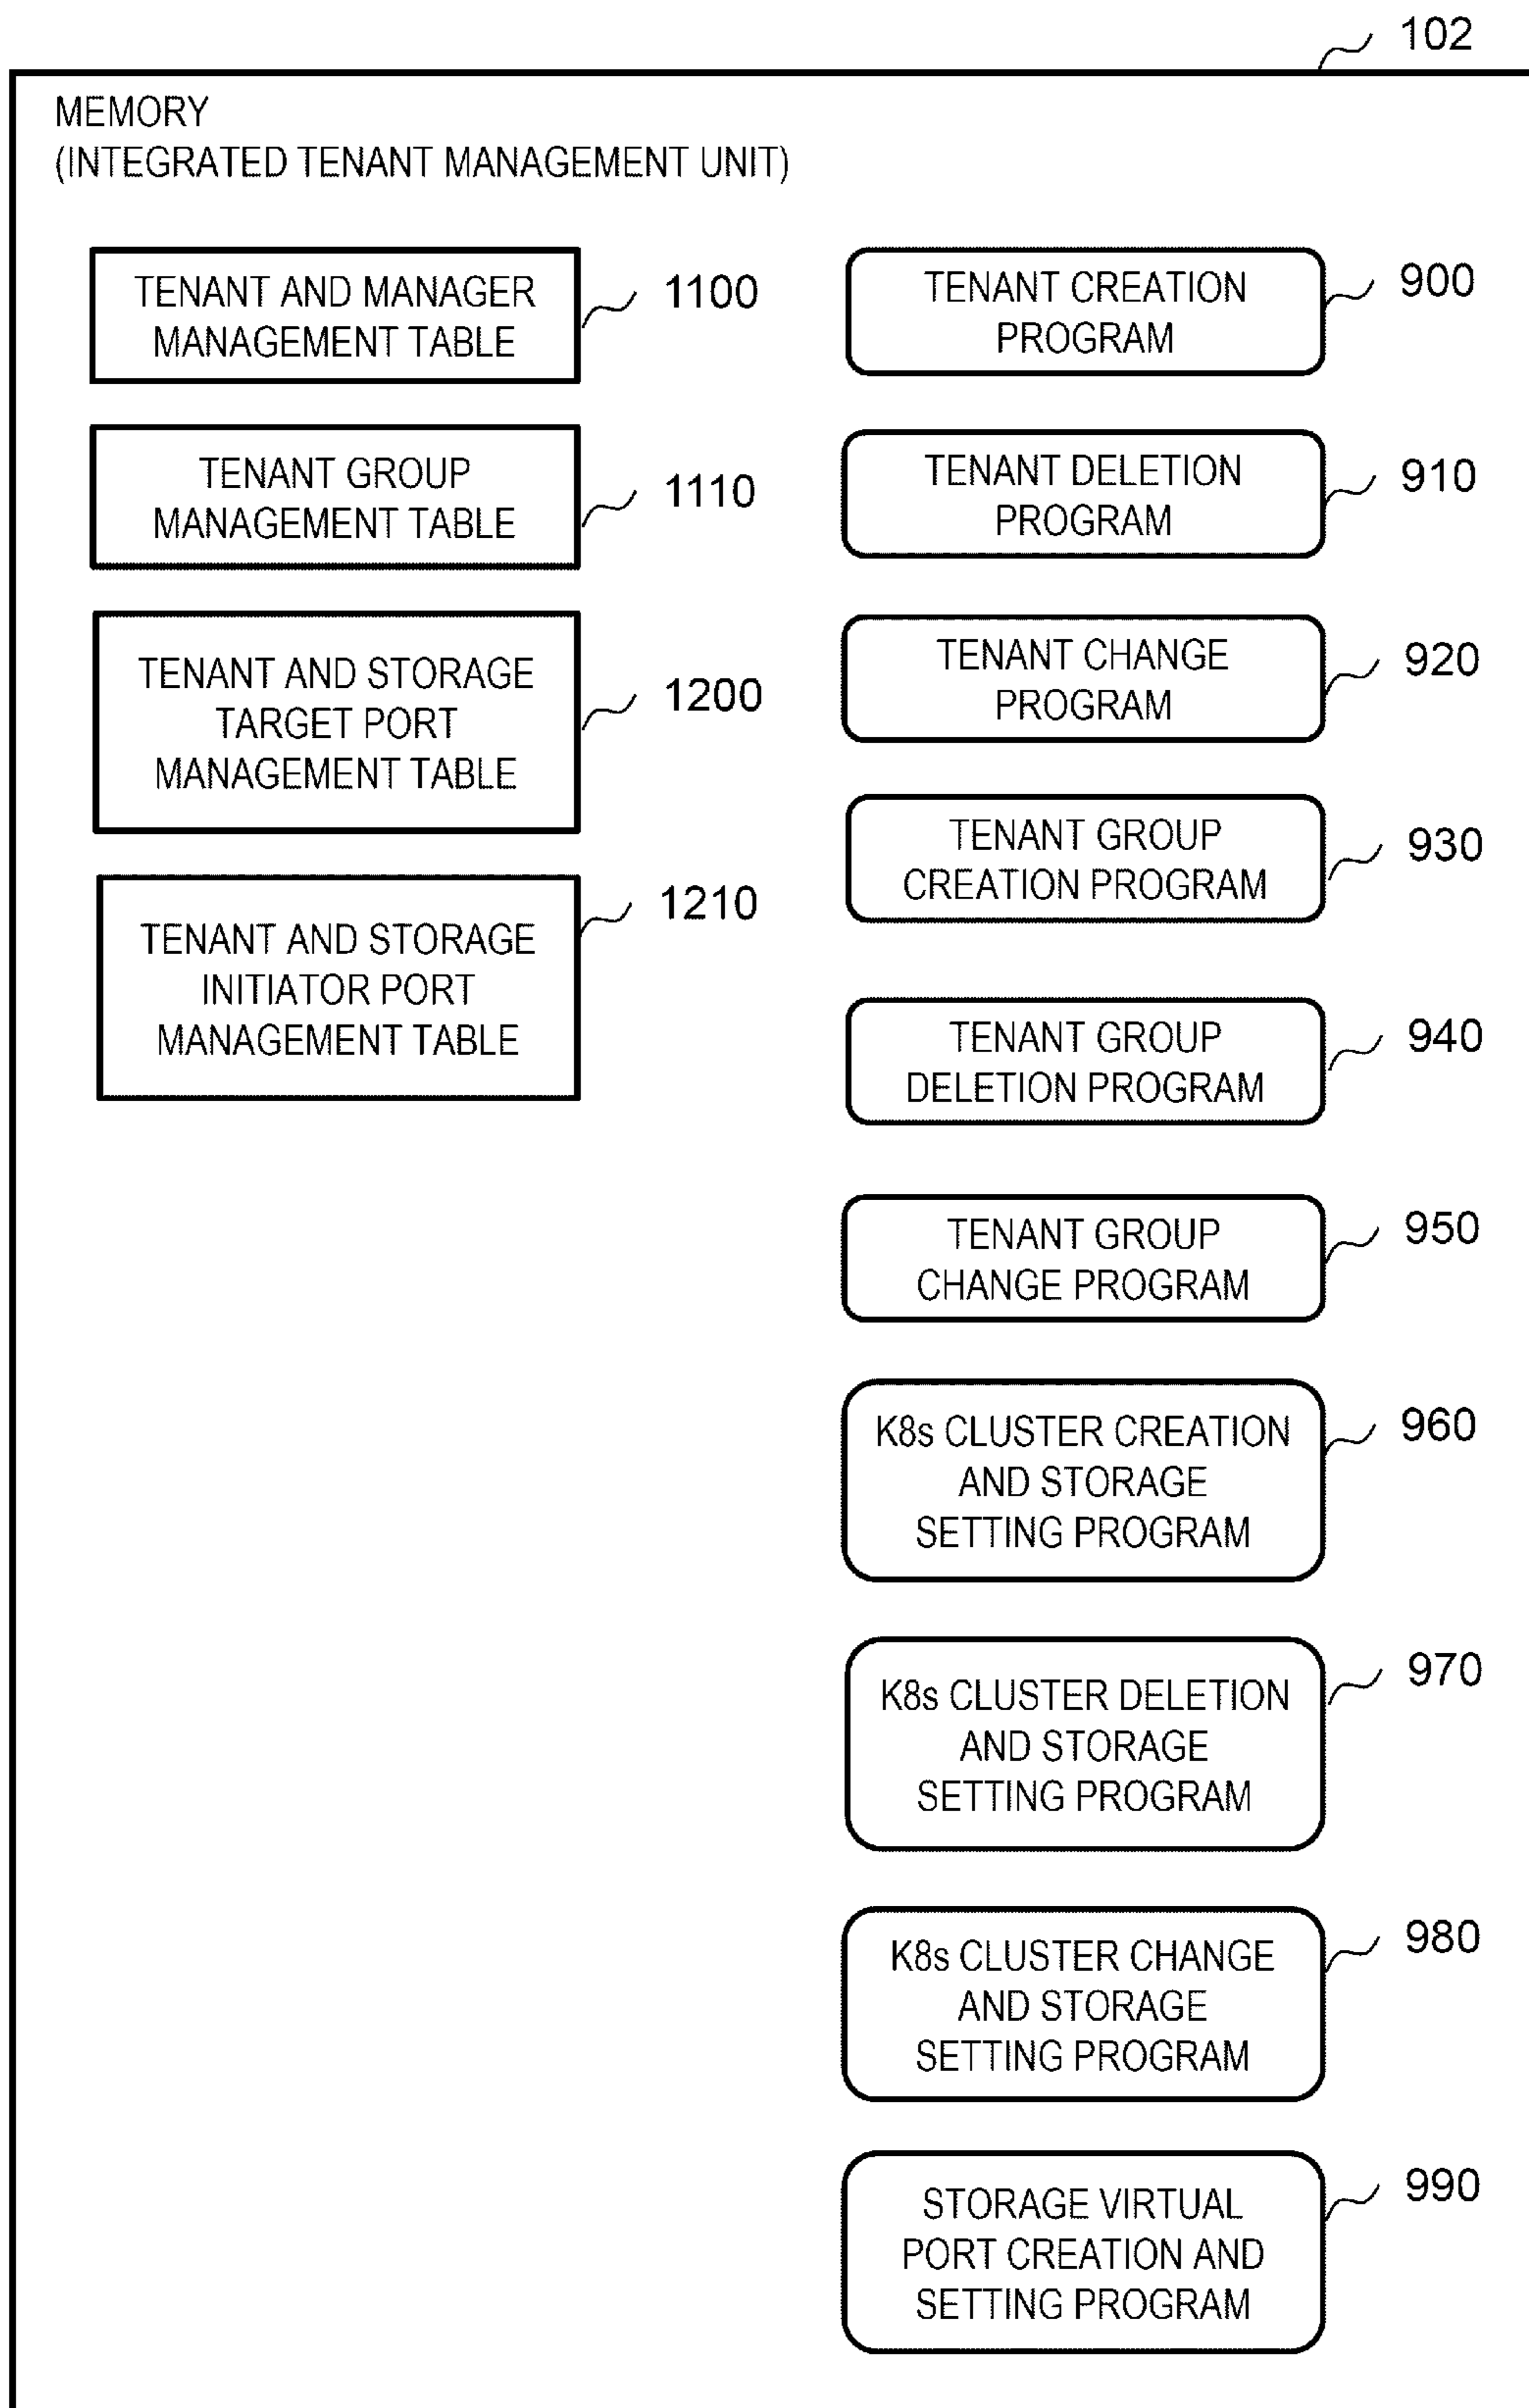 102
MEMORY
(INTEGRATED TENANT MANAGEMENT UNIT)
TENANT AND MANAGER
MANAGEMENT TABLE
1100
TENANT GROUP
MANAGEMENT TABLE
1110
TENANT AND STORAGE
TARGET PORT
MANAGEMENT TABLE
1200
TENANT AND STORAGE
INITIATOR PORT
MANAGEMENT TABLE
1210
TENANT CREATION
PROGRAM
900
TENANT DELETION
PROGRAM
910
TENANT CHANGE
PROGRAM
920
TENANT GROUP
CREATION PROGRAM
930
TENANT GROUP
DELETION PROGRAM
940
TENANT GROUP
CHANGE PROGRAM
950
K8s CLUSTER CREATION
AND STORAGE
SETTING PROGRAM
960
K8s CLUSTER DELETION
AND STORAGE
SETTING PROGRAM
970
K8s CLUSTER CHANGE
AND STORAGE
SETTING PROGRAM
980
STORAGE VIRTUAL
PORT CREATION AND
SETTING PROGRAM
990